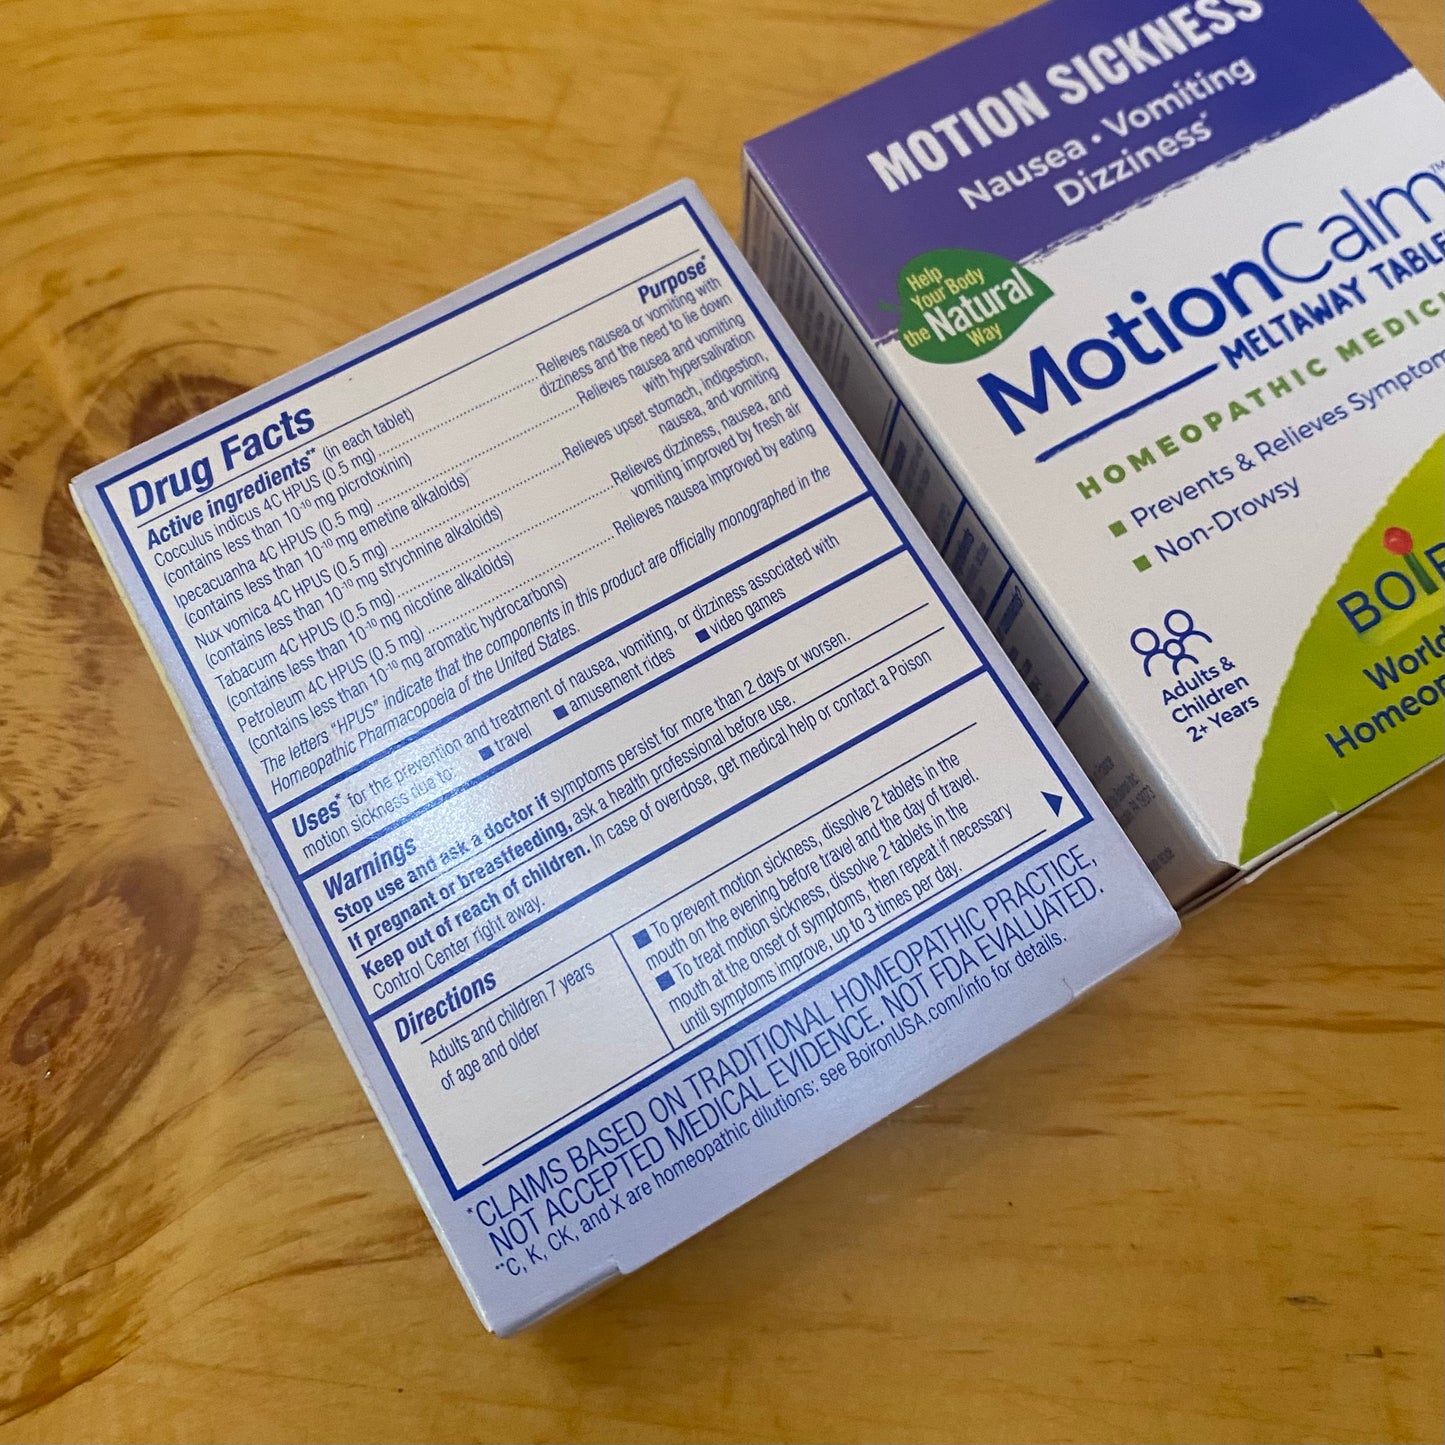 Drug Facts
Active ingredients** (in each tablet)
Purpose*
Cocculus indicus 4C HPUS (0.5 mg)..........Relieves nausea or vomiting with
(contains less than 10⁻¹⁰ mg picrotoxinin)
dizziness and the need to lie down
Ipecacuanha 4C HPUS (0.5 mg)..........Relieves nausea and vomiting
(contains less than 10⁻¹⁰ mg emetine alkaloids)
with hypersalivation
Nux vomica 4C HPUS (0.5 mg)..........Relieves upset stomach, indigestion,
(contains less than 10⁻¹⁰ mg strychnine alkaloids)
nausea, and vomiting
Tabacum 4C HPUS (0.5 mg)..........Relieves dizziness, nausea, and
(contains less than 10⁻¹⁰ mg nicotine alkaloids)
vomiting improved by fresh air
Petroleum 4C HPUS (0.5 mg)..........Relieves nausea improved by eating
(contains less than 10⁻¹⁰ mg aromatic hydrocarbons)
The letters "HPUS" indicate that the components in this product are officially monographed in the
Homeopathic Pharmacopoeia of the United States.
Uses* for the prevention and treatment of nausea, vomiting, or dizziness associated with
motion sickness due to: ■ travel ■ amusement rides ■ video games
Warnings
Stop use and ask a doctor if symptoms persist for more than 2 days or worsen.
If pregnant or breastfeeding, ask a health professional before use.
Keep out of reach of children. In case of overdose, get medical help or contact a Poison
Control Center right away.
Directions
Adults and children 7 years
of age and older
■ To prevent motion sickness, dissolve 2 tablets in the
mouth on the evening before travel and the day of travel.
■ To treat motion sickness, dissolve 2 tablets in the
mouth at the onset of symptoms, then repeat if necessary
until symptoms improve, up to 3 times per day.
*CLAIMS BASED ON TRADITIONAL HOMEOPATHIC PRACTICE,
NOT ACCEPTED MEDICAL EVIDENCE. NOT FDA EVALUATED.
**C, K, CK, and X are homeopathic dilutions: see BoironUSA.com/info for details.
MOTION SICKNESS
Nausea • Vomiting
Dizziness*
Help
Your Body
the Natural
Way
MotionCalm™
MELTAWAY TABLE
HOMEOPATHIC MEDICI
■ Prevents & Relieves Symptom
■ Non-Drowsy
Adults &
Children
2+ Years
BOI
World
Homeop